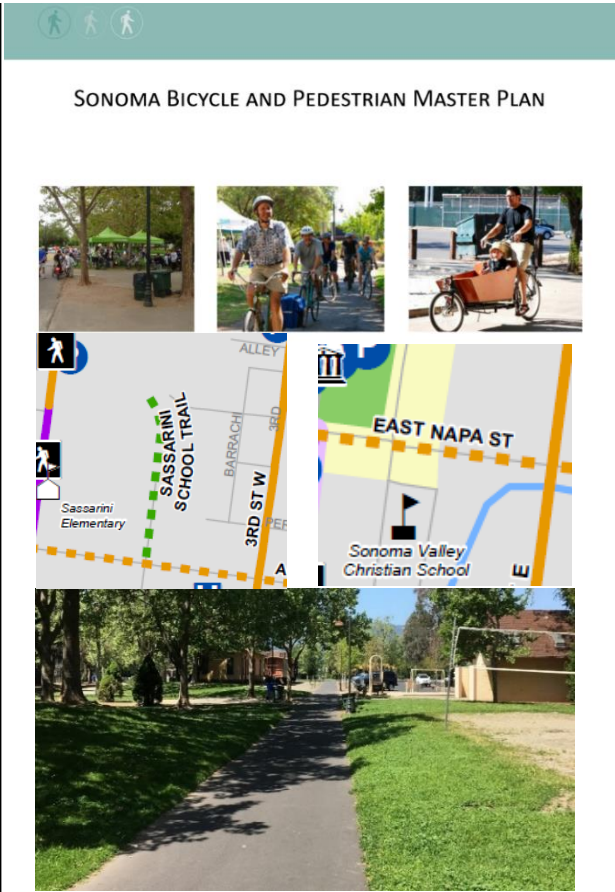 SONOMA BICYCLE AND PEDESTRIAN MASTER PLAN
ALLEY
SASSARINI
SCHOOL TRAIL
BARRACHI
3RD
3RD ST W
Sassarini
Elementary
A
P
EAST NAPA ST
Sonoma Valley
Christian School
E